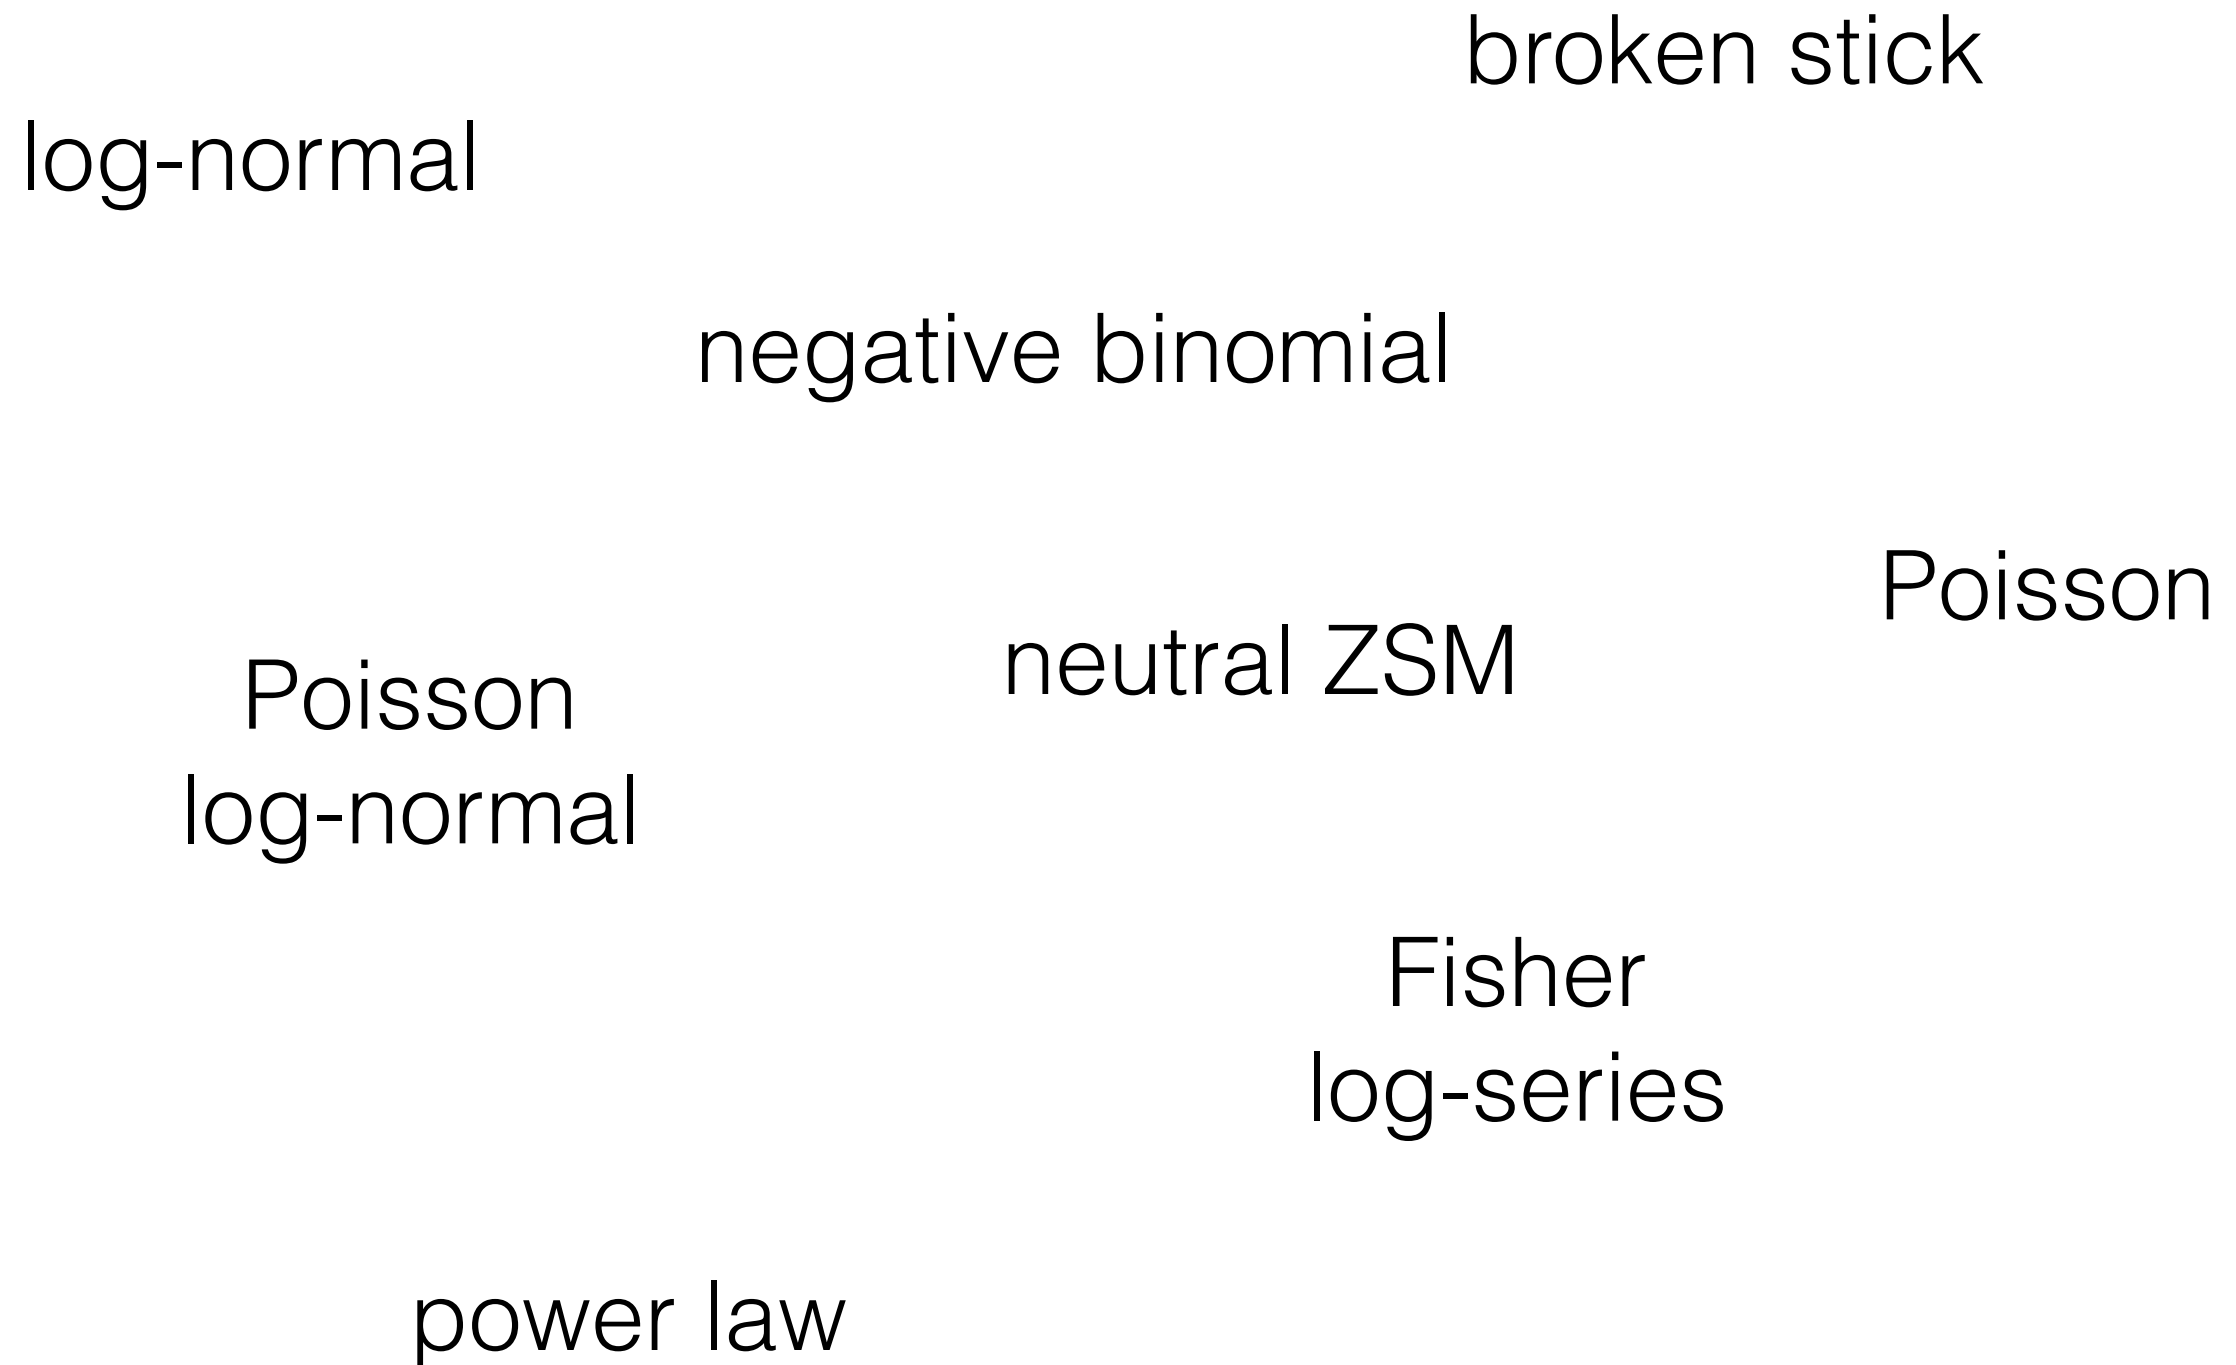 broken stick
log-normal
negative binomial
Poisson
neutral ZSM
Poisson
log-normal
Fisher
log-series
power law